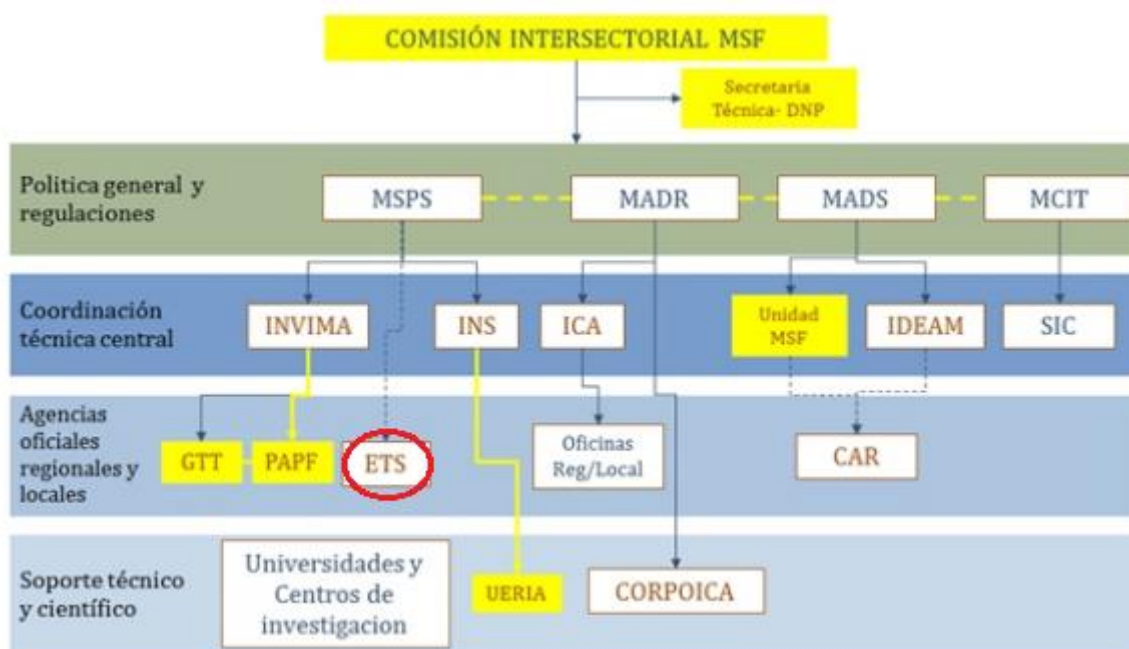 COMISIÓN INTERSECTORIAL MSF
Secretaria
Técnica- DNP
Politica general y
regulaciones
MSPS
MADR
MADS
MCIT
Coordinación
técnica central
INVIMA
INS
ICA
Unidad
MSF
IDEAM
SIC
Agencias
oficiales
regionales y
locales
GTT
PAPF
ETS
Oficinas
Reg/Local
CAR
Soporte técnico
y científico
Universidades y
Centros de
investigacion
UERIA
CORPOICA